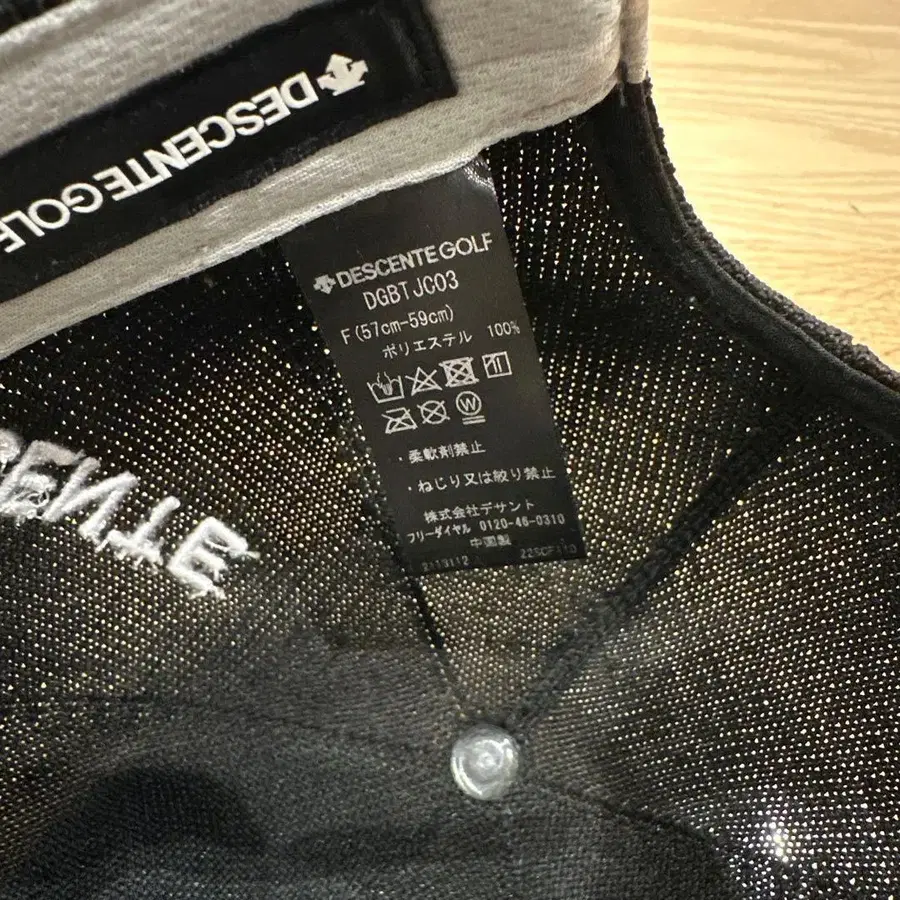 DESCENTE GOLF
DESCENTE GOLF
DGBTJC03
F(57cm-59cm)
ポリエステル 100%
W
・柔軟剤禁止
・ねじり又は絞り禁止
株式会社デサント
フリーダイヤル 0120-46-0310
中国製
ENTE